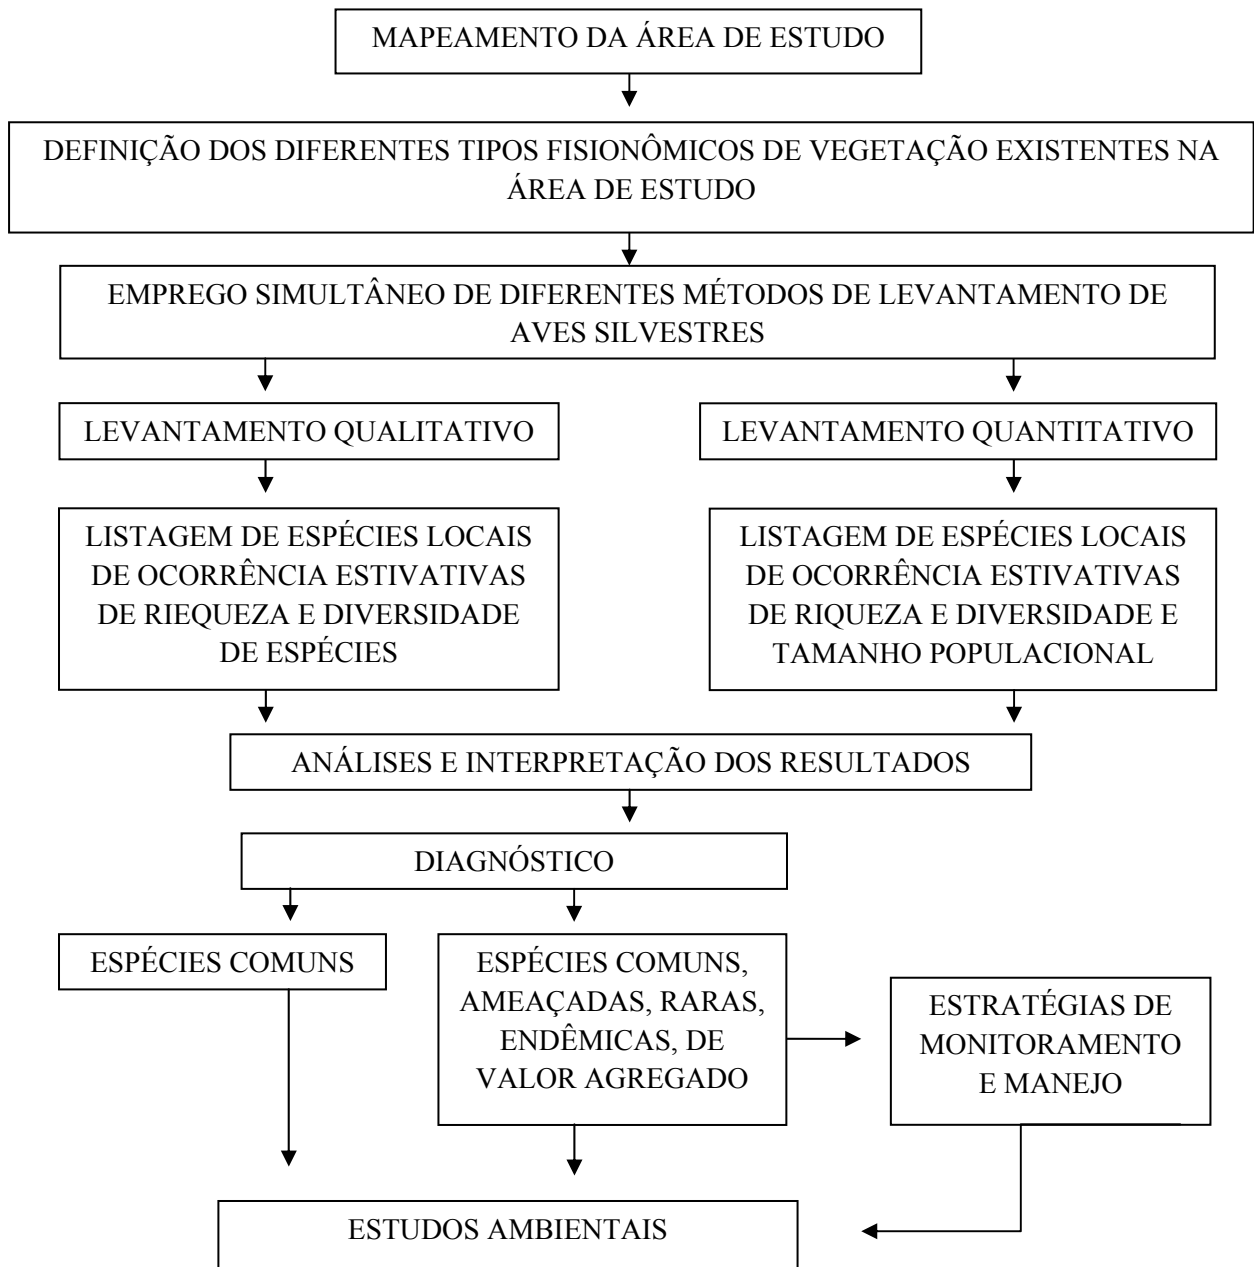 MAPEAMENTO DA ÁREA DE ESTUDO
DEFINIÇÃO DOS DIFERENTES TIPOS FISIONÔMICOS DE VEGETAÇÃO EXISTENTES NA
ÁREA DE ESTUDO
EMPREGO SIMULTÂNEO DE DIFERENTES MÉTODOS DE LEVANTAMENTO DE
AVES SILVESTRES
LEVANTAMENTO QUALITATIVO
LEVANTAMENTO QUANTITATIVO
LISTAGEM DE ESPÉCIES LOCAIS
DE OCORRÊNCIA ESTIVATIVAS
DE RIEQUEZA E DIVERSIDADE
DE ESPÉCIES
LISTAGEM DE ESPÉCIES LOCAIS
DE OCORRÊNCIA ESTIVATIVAS
DE RIQUEZA E DIVERSIDADE E
TAMANHO POPULACIONAL
ANÁLISES E INTERPRETAÇÃO DOS RESULTADOS
DIAGNÓSTICO
ESPÉCIES COMUNS
ESPÉCIES COMUNS,
AMEAÇADAS, RARAS,
ENDÊMICAS, DE
VALOR AGREGADO
ESTRATÉGIAS DE
MONITORAMENTO
E MANEJO
ESTUDOS AMBIENTAIS